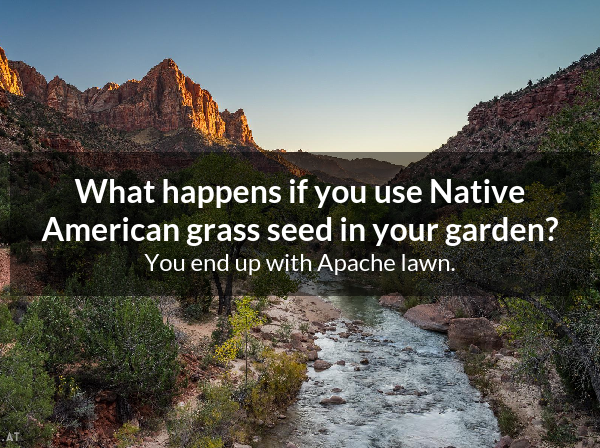 What happens if you use Native
American grass seed in your garden?
You end up with Apache lawn.
.AT